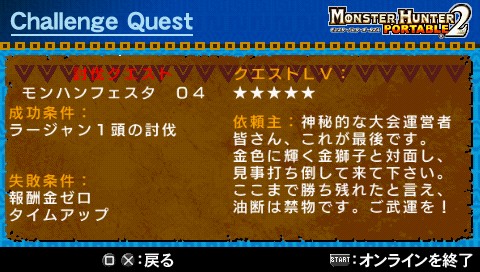 Challenge Quest
MONSTER HUNTER
PORTABLE 2
討伐クエスト
モンハンフェスタ 04
成功条件：
ラージャン１頭の討伐
失敗条件：
報酬金ゼロ
タイムアップ
クエストＬＶ：
★★★★★
依頼主：神秘的な大会運営者
皆さん、これが最後です。
金色に輝く金獅子と対面し、
見事打ち倒して来て下さい。
ここまで勝ち残れたと言え、
油断は禁物です。ご武運を！
□ ×:戻る
START:オンラインを終了